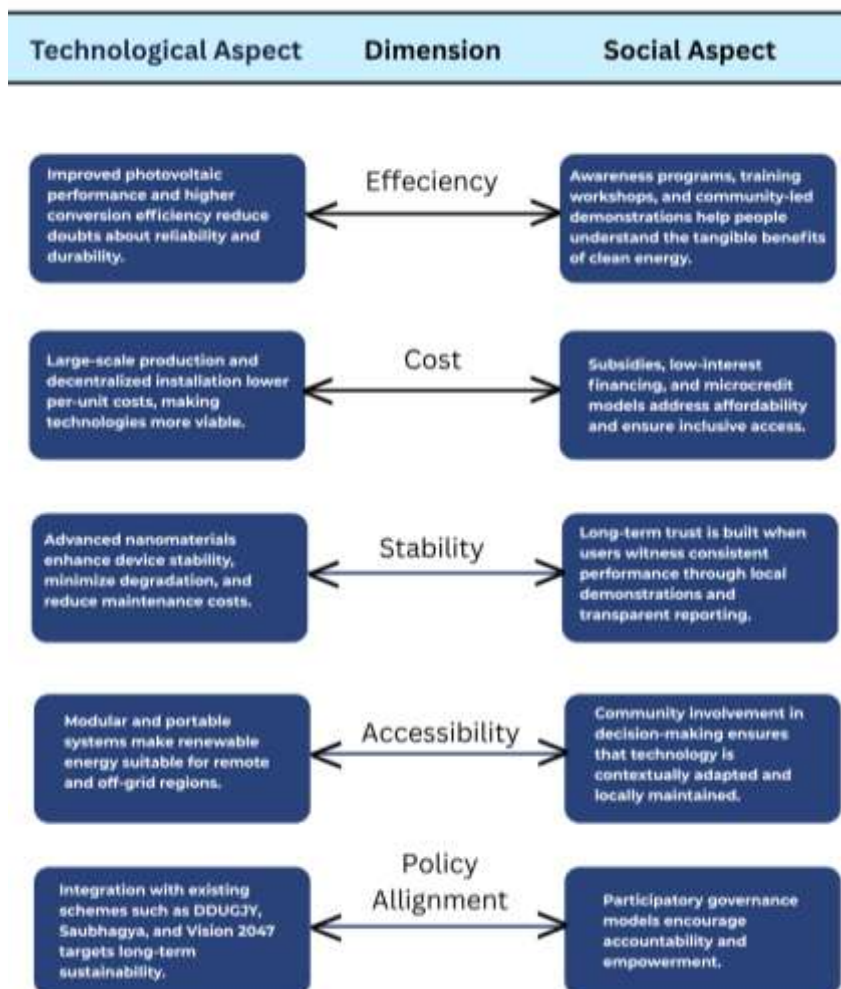 Technological Aspect Dimension Social Aspect
Effeciency
Improved photovoltaic
performance and higher
conversion efficiency reduce
doubts about reliability and
durability.
Awareness programs, training
workshops, and community-led
demonstrations help people
understand the tangible benefits
of clean energy.
Cost
Large-scale production and
decentralized installation lower
per-unit costs, making
technologies more viable.
Subsidies, low-interest
financing, and microcredit
models address affordability
and ensure inclusive access.
Stability
Advanced nanomaterials
enhance device stability,
minimize degradation, and
reduce maintenance costs.
Long-term trust is built when
users witness consistent
performance through local
demonstrations and
transparent reporting.
Accessibility
Modular and portable
systems make renewable
energy suitable for remote
and off-grid regions.
Community involvement in
decision-making ensures
that technology is
contextually adapted and
locally maintained.
Policy
Allignment
Integration with existing
schemes such as DDUGJY,
Saubhagya, and Vision 2047
targets long-term
sustainability.
Participatory governance
models encourage
accountability and
empowerment.